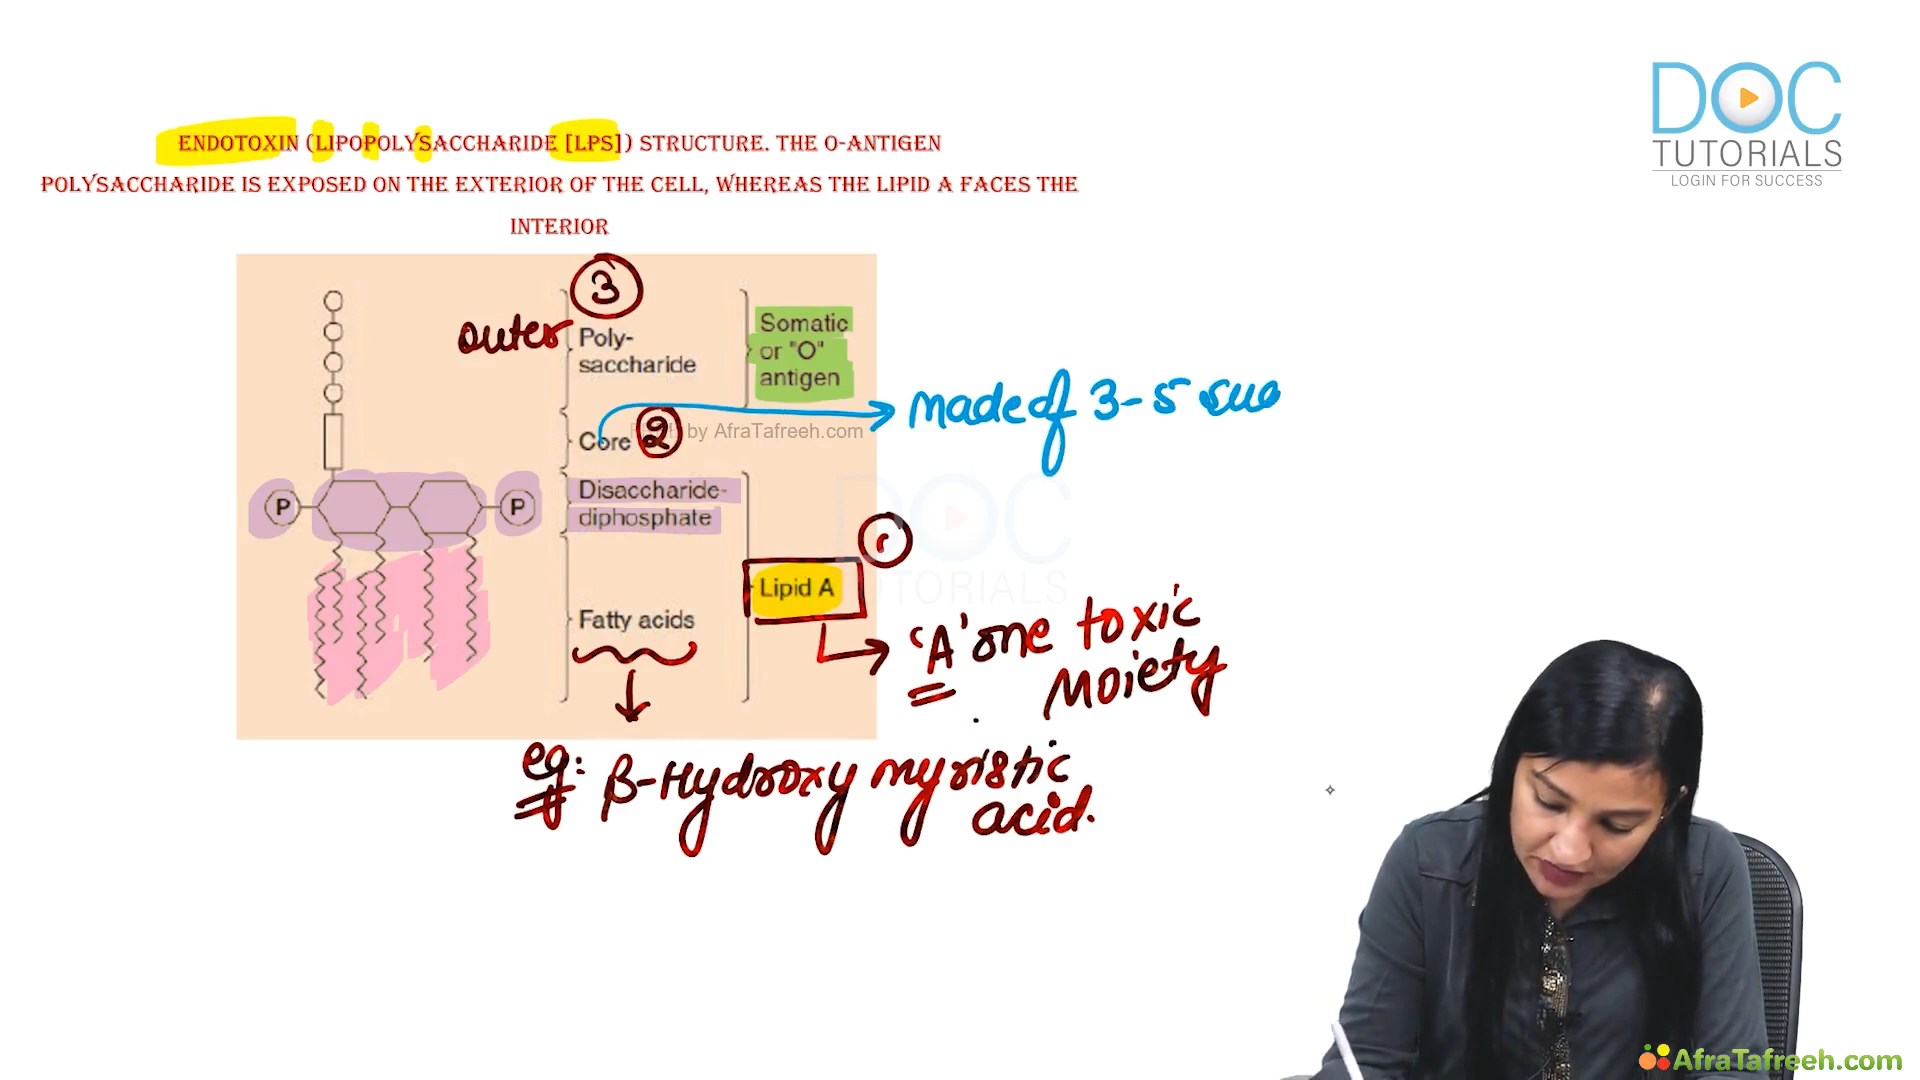 DOC
TUTORIALS
LOGIN FOR SUCCESS
ENDOTOXIN (LIPOPOLYSACCHARIDE [LPS]) STRUCTURE. THE O-ANTIGEN
POLYSACCHARIDE IS EXPOSED ON THE EXTERIOR OF THE CELL, WHEREAS THE LIPID A FACES THE
INTERIOR
3
outer
Poly-
saccharide
Somatic
or "O"
antigen
made of 3-5 sug
Core 2
by AfraTafreeh.com
P
P
Disaccharide-
diphosphate
DOC
TUTORIALS
1
Lipid A
Fatty acids
'A' one toxic
moiety
eg: β-Hydroxy myristic
acid.
AfraTafreeh.com